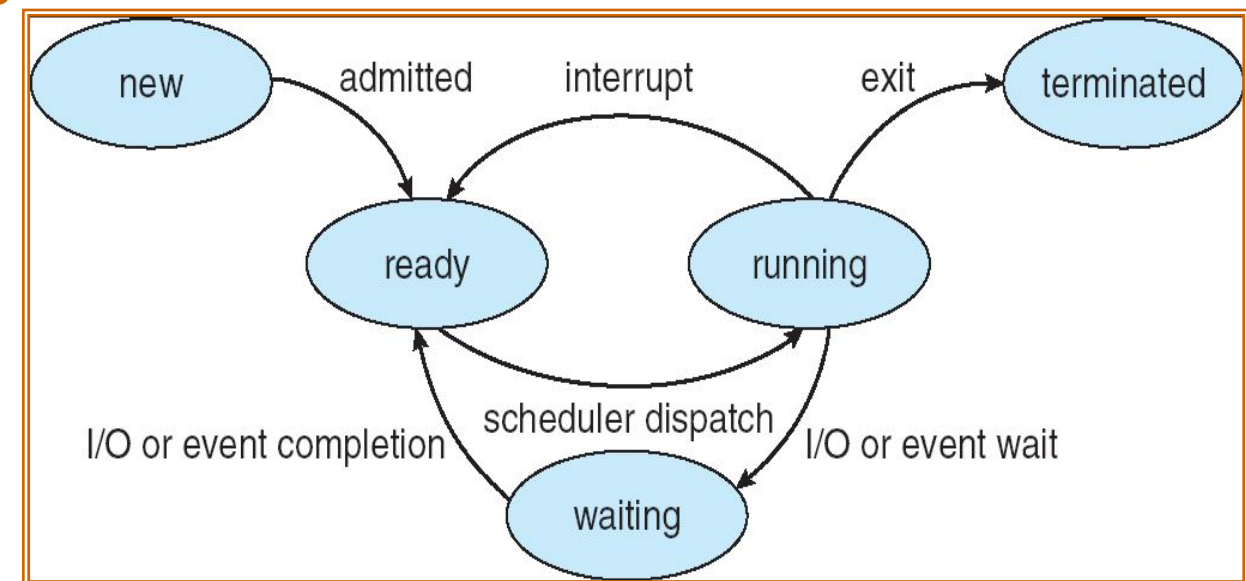 new
admitted
interrupt
exit
terminated
ready
running
scheduler dispatch
I/O or event completion
I/O or event wait
waiting